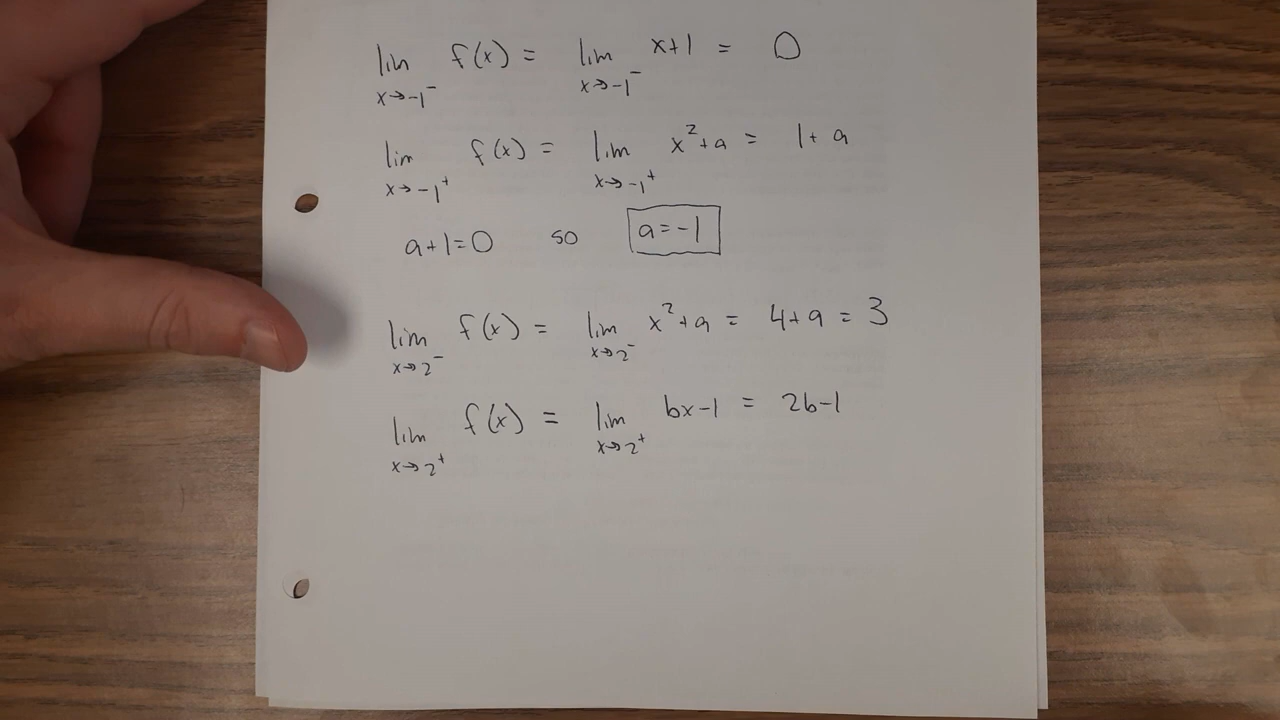 lim x→-1⁻ f(x) = lim x→-1⁻ x+1 = 0
lim x→-1⁺ f(x) = lim x→-1⁺ x²+a = 1+a
a+1=0 so a=-1
lim x→2⁻ f(x) = lim x→2⁻ x²+a = 4+a = 3
lim x→2⁺ f(x) = lim x→2⁺ bx-1 = 2b-1